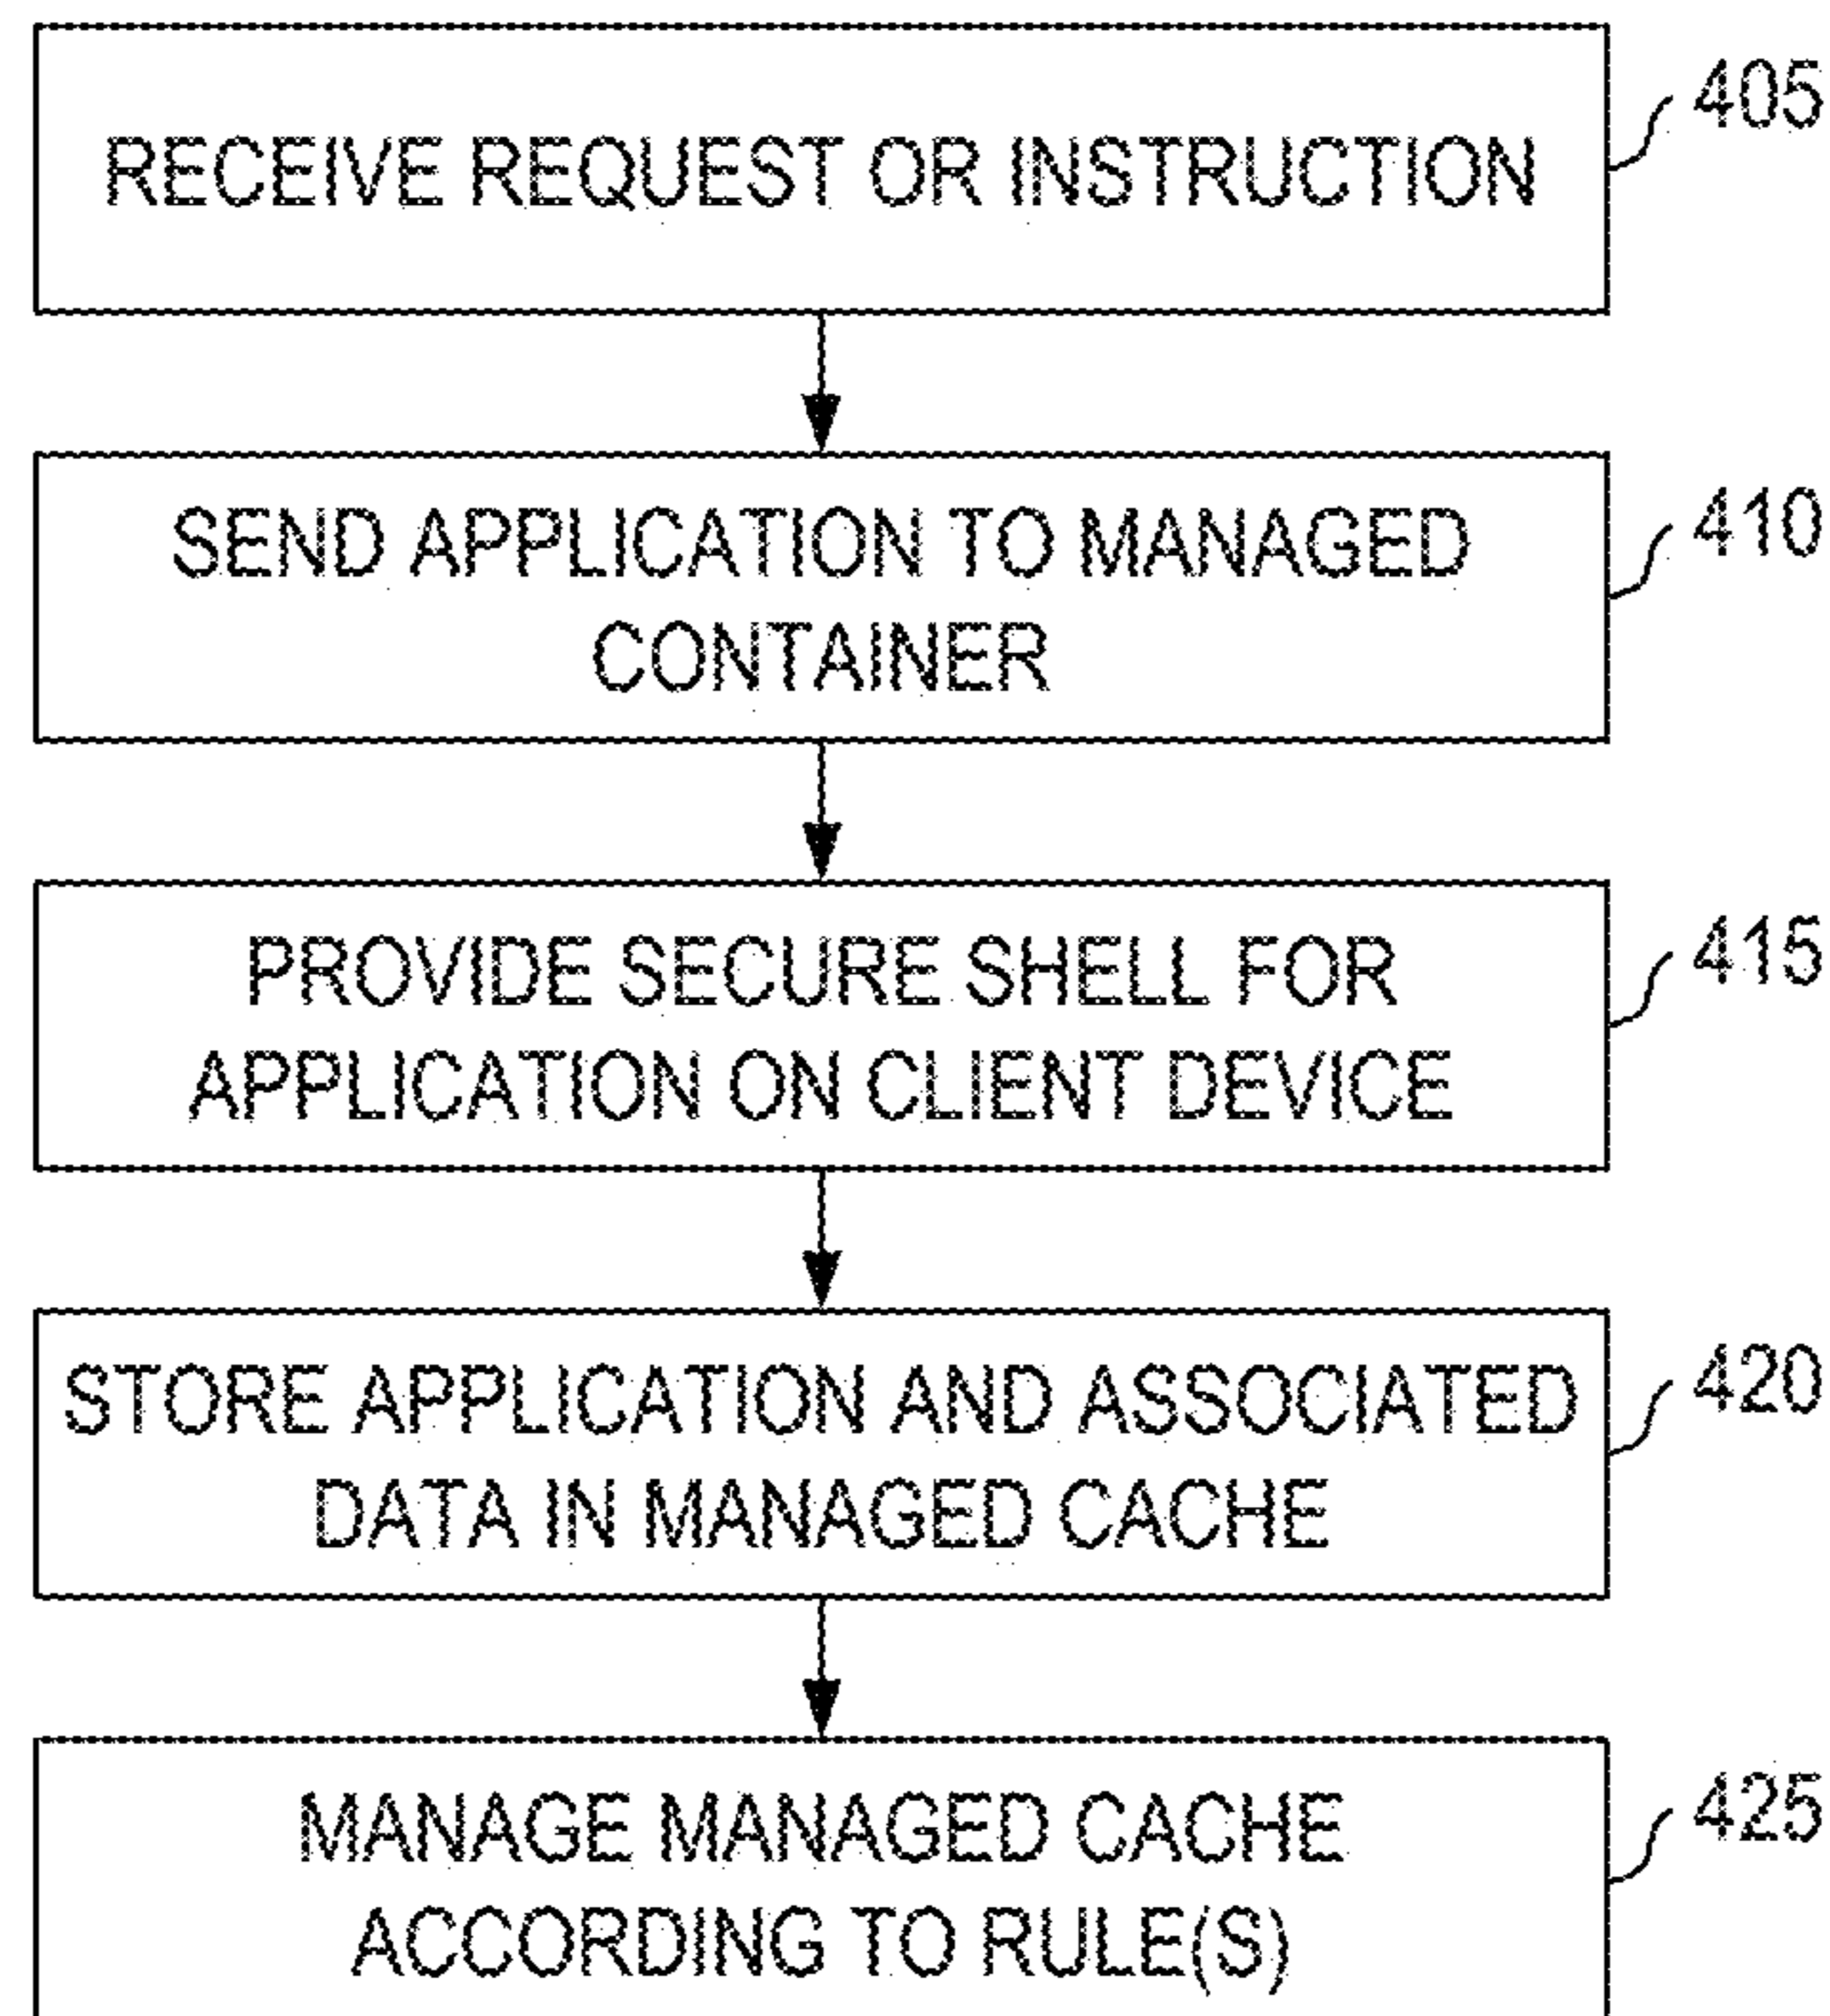 RECEIVE REQUEST OR INSTRUCTION
405
SEND APPLICATION TO MANAGED
CONTAINER
410
PROVIDE SECURE SHELL FOR
APPLICATION ON CLIENT DEVICE
415
STORE APPLICATION AND ASSOCIATED
DATA IN MANAGED CACHE
420
MANAGE MANAGED CACHE
ACCORDING TO RULE(S)
425